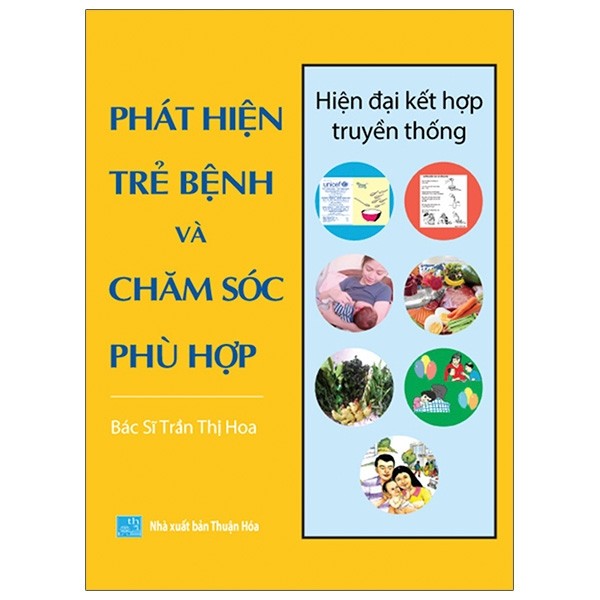 PHÁT HIỆN
TRẺ BỆNH
VÀ
CHĂM SÓC
PHÙ HỢP
Bác Sĩ Trần Thị Hoa
Nhà xuất bản Thuận Hóa
Hiện đại kết hợp
truyền thống
unicef